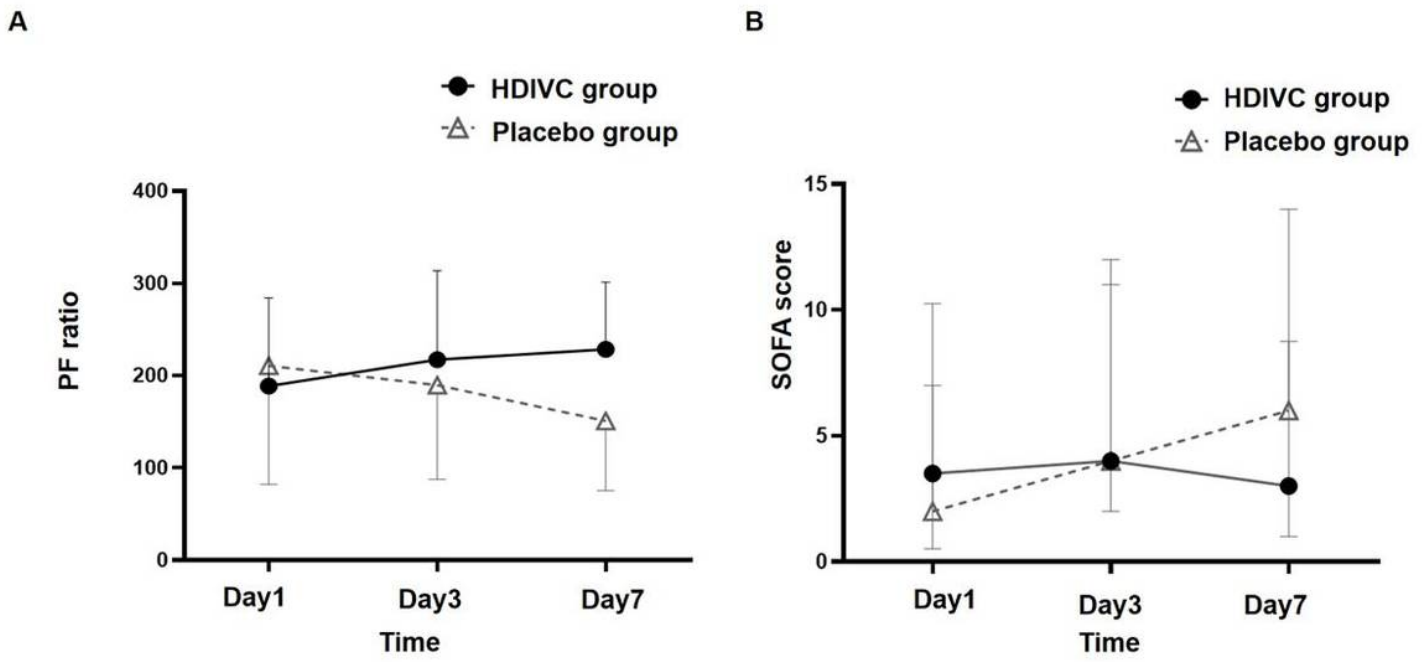 A
HDIVC group
Placebo group
400
300
200
100
0
PF ratio
Day1 Day3 Day7
Time
B
HDIVC group
Placebo group
15
10
5
0
SOFA score
Day1 Day3 Day7
Time